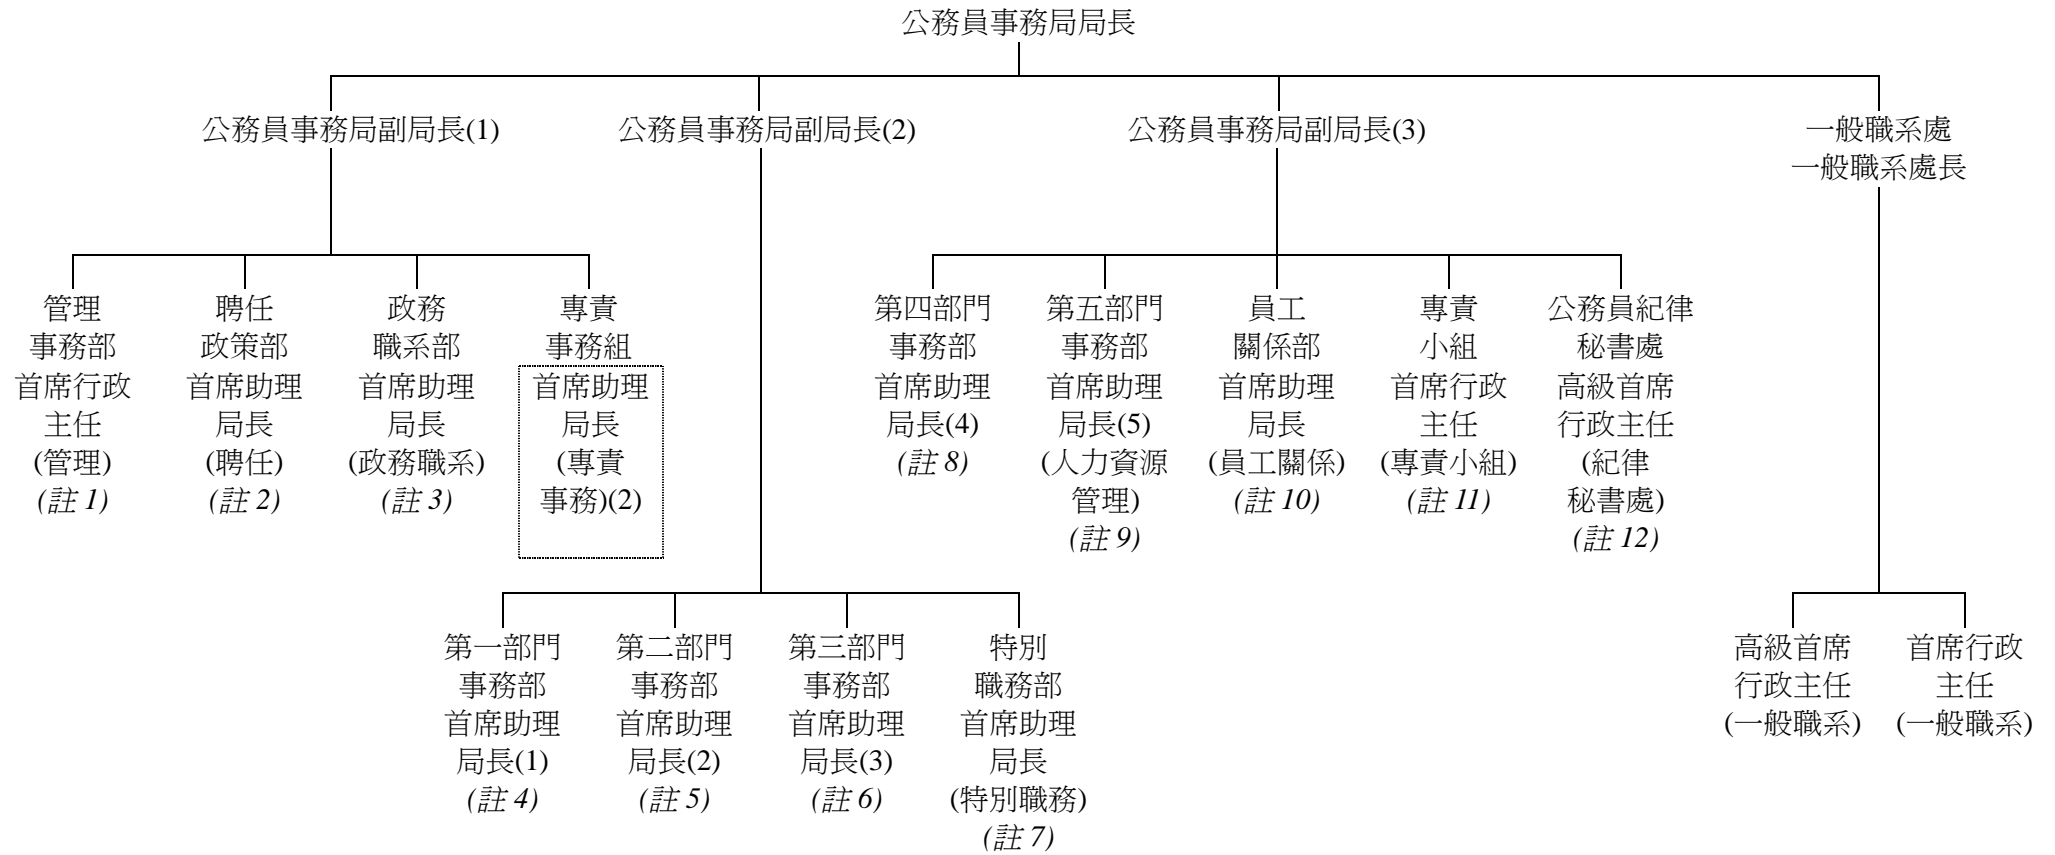 公務員事務局局長
公務員事務局副局長(1)
公務員事務局副局長(2)
公務員事務局副局長(3)
一般職系處
一般職系處長
管理
事務部
首席行政
主任
(管理)
(註 1)
聘任
政策部
首席助理
局長
(聘任)
(註 2)
政務
職系部
首席助理
局長
(政務職系)
(註 3)
專責
事務組
首席助理
局長
(專責
事務)(2)
第四部門
事務部
首席助理
局長(4)
(註 8)
第五部門
事務部
首席助理
局長(5)
(人力資源
管理)
(註 9)
員工
關係部
首席助理
局長
(員工關係)
(註 10)
專責
小組
首席行政
主任
(專責小組)
(註 11)
公務員紀律
秘書處
高級首席
行政主任
(紀律
秘書處)
(註 12)
第一部門
事務部
首席助理
局長(1)
(註 4)
第二部門
事務部
首席助理
局長(2)
(註 5)
第三部門
事務部
首席助理
局長(3)
(註 6)
特別
職務部
首席助理
局長
(特別職務)
(註 7)
高級首席
行政主任
(一般職系)
首席行政
主任
(一般職系)